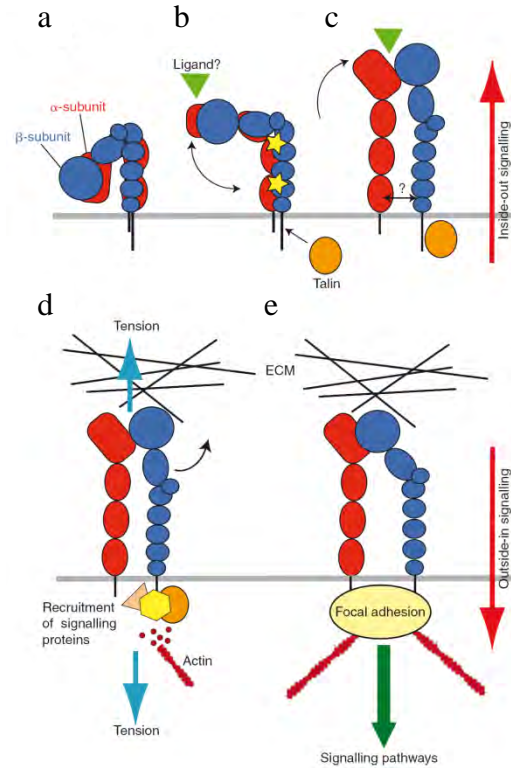 a
b
c
Ligand?
α-subunit
β-subunit
?
Talin
Inside-out signalling
d
e
Tension
ECM
Recruitment
of signalling
proteins
Actin
Tension
Focal adhesion
Signalling pathways
Outside-in signalling